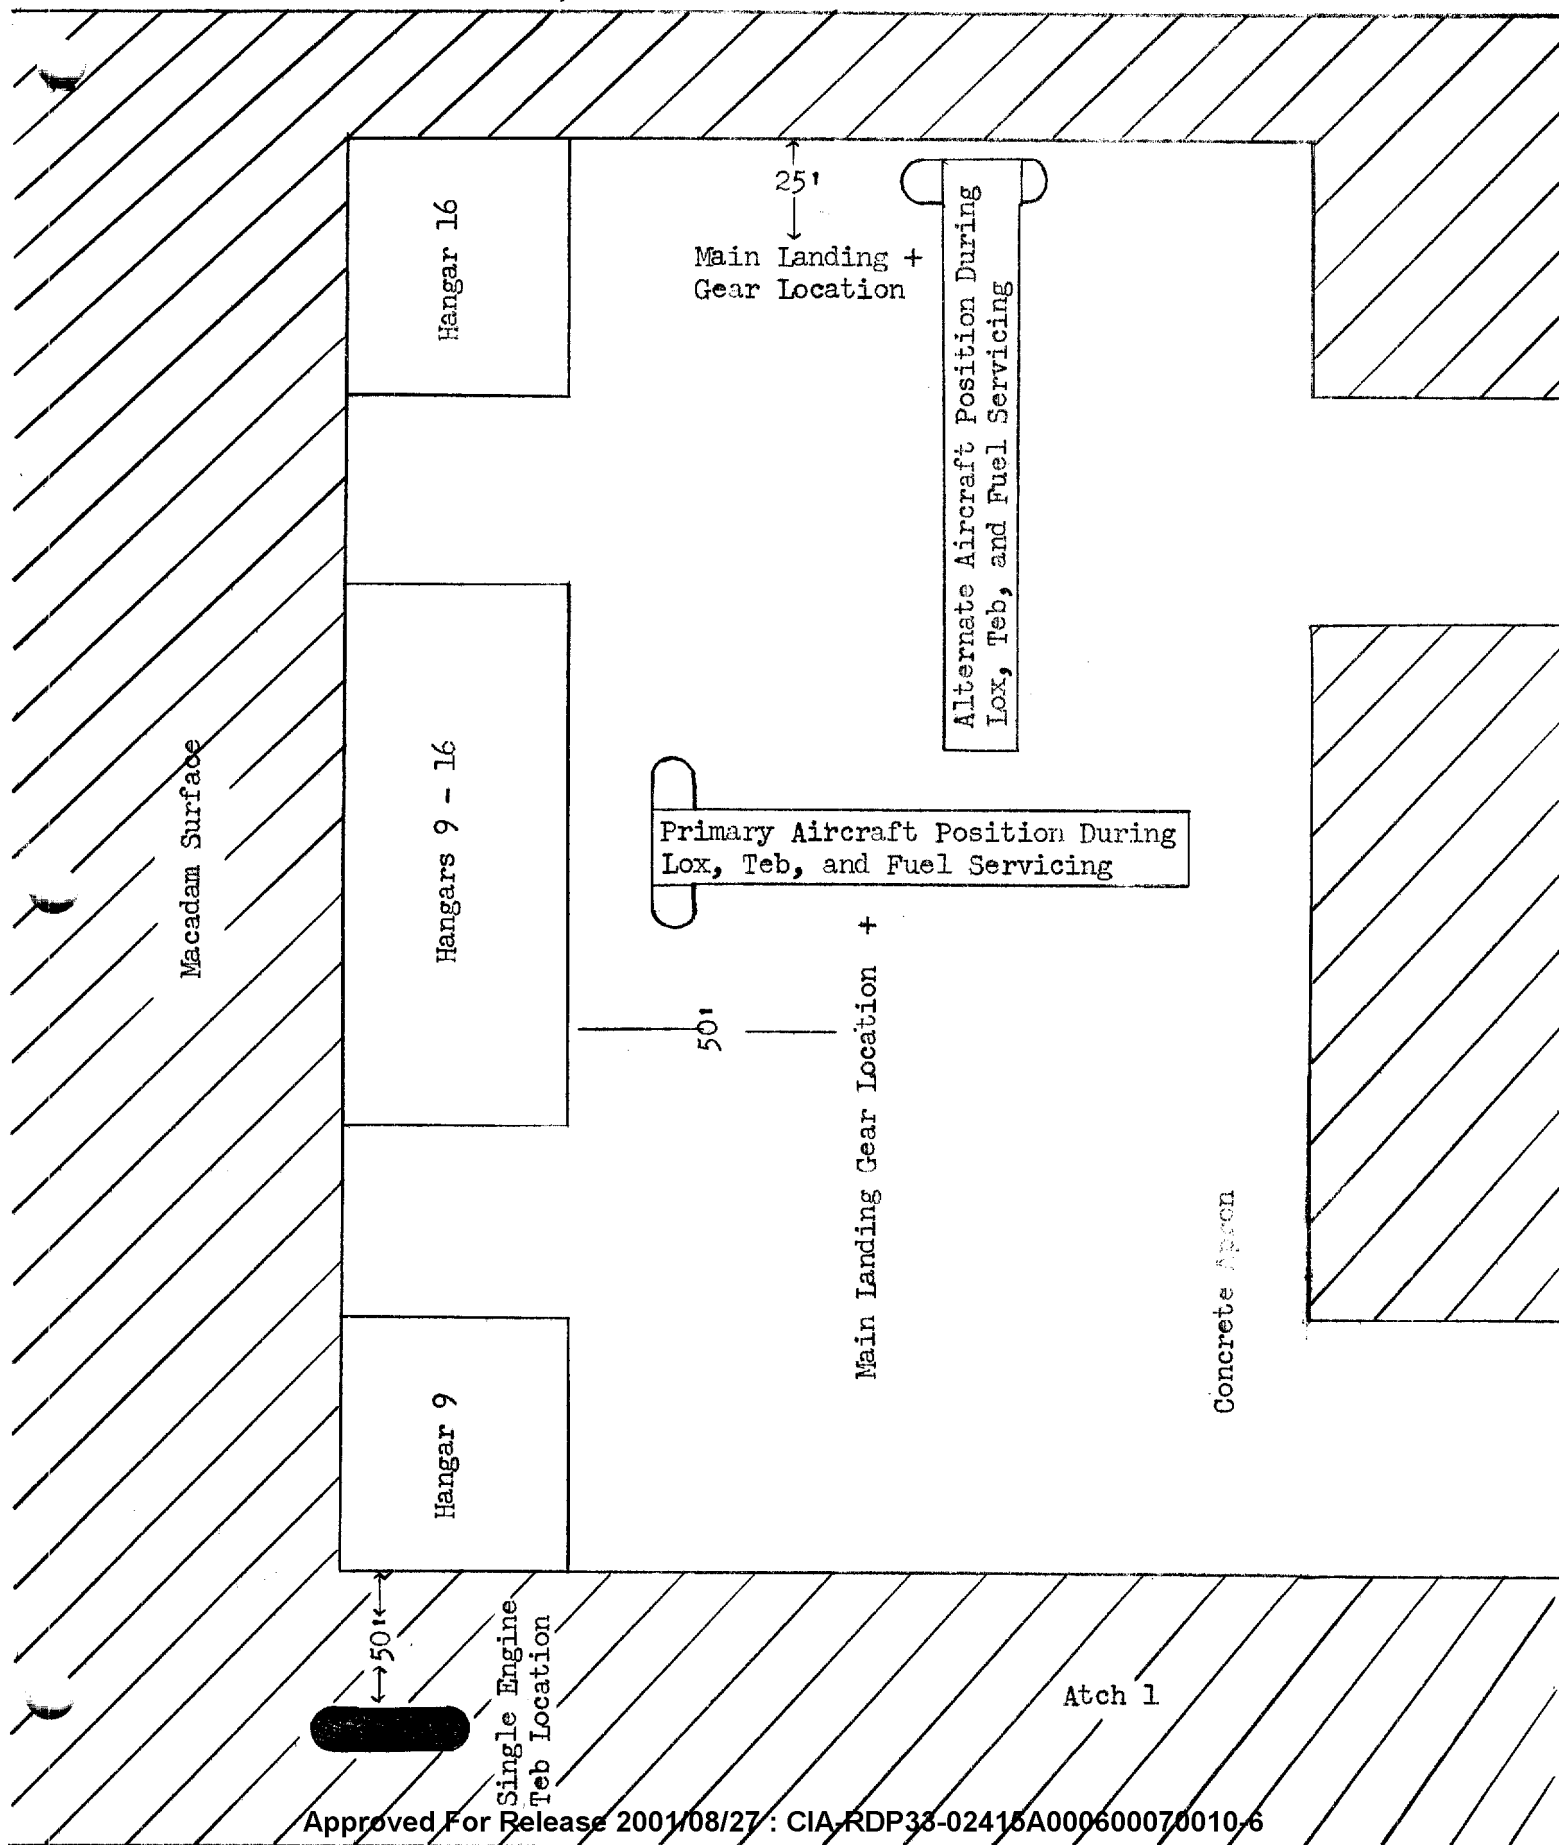 25'
Main Landing +
Gear Location
Hangar 16
Alternate Aircraft Position During
Lox, Teb, and Fuel Servicing
Macadam Surface
Hangars 9 - 16
Primary Aircraft Position During
Lox, Teb, and Fuel Servicing
50'
Main Landing Gear Location +
Concrete Apron
Hangar 9
50'
Single Engine
Teb Location
Atch 1
Approved For Release 2001/08/27 : CIA-RDP33-02415A000600070010-6